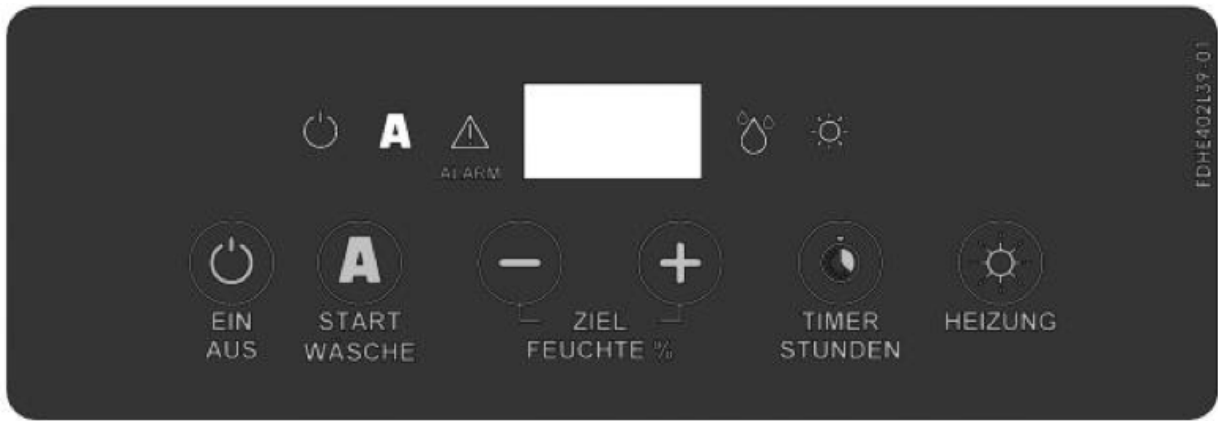 A
ALARM
FDHE402L39-01
A
EIN
AUS
START
WASCHE
ZIEL
FEUCHTE %
TIMER
STUNDEN
HEIZUNG